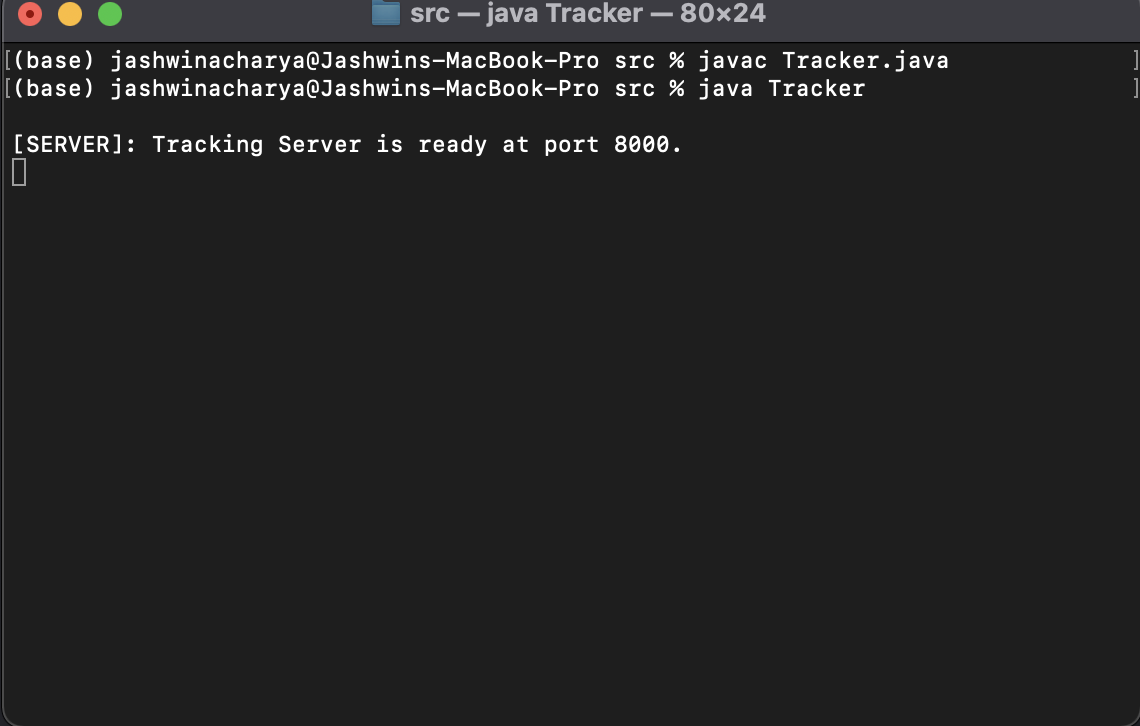 src — java Tracker — 80×24
[(base) jashwinacharya@Jashwins-MacBook-Pro src % javac Tracker.java ]
[(base) jashwinacharya@Jashwins-MacBook-Pro src % java Tracker ]
[SERVER]: Tracking Server is ready at port 8000.